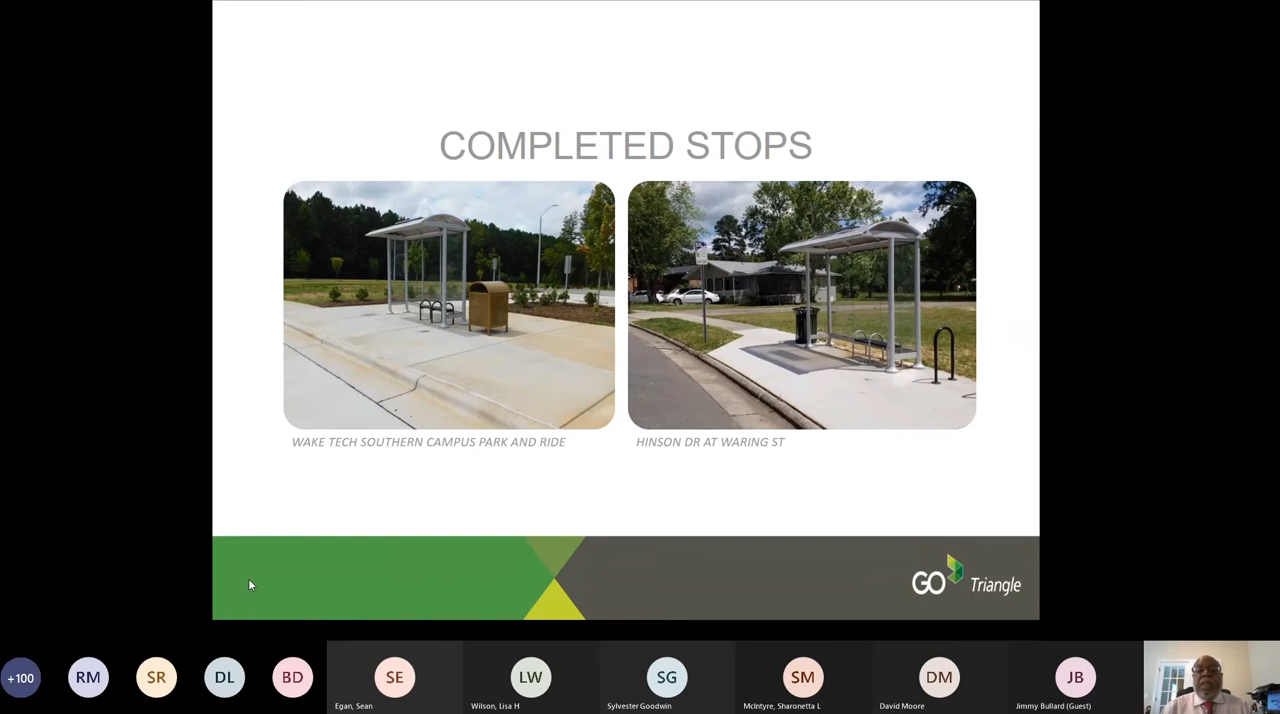 COMPLETED STOPS
WAKE TECH SOUTHERN CAMPUS PARK AND RIDE
HINSON DR AT WARING ST
GO Triangle
+100
RM
SR
DL
BD
SE
LW
SG
SM
DM
JB
Egan, Sean
Wilson, Lisa H
Sylvester Goodwin
McIntyre, Sharonetta L
David Moore
Jimmy Bullard (Guest)